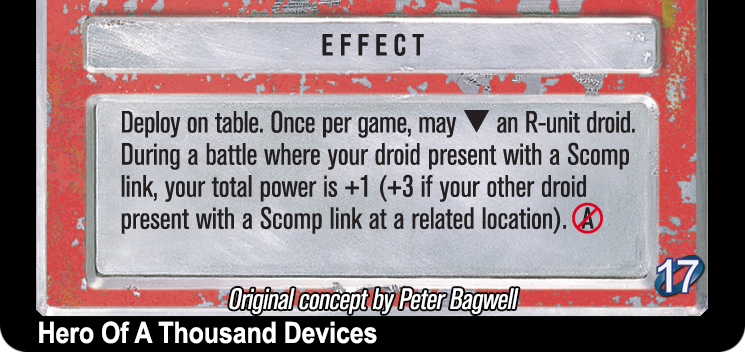 EFFECT
Deploy on table. Once per game, may ▼ an R-unit droid.
During a battle where your droid present with a Scomp
link, your total power is +1 (+3 if your other droid
present with a Scomp link at a related location). A
17
Original concept by Peter Bagwell
Hero Of A Thousand Devices